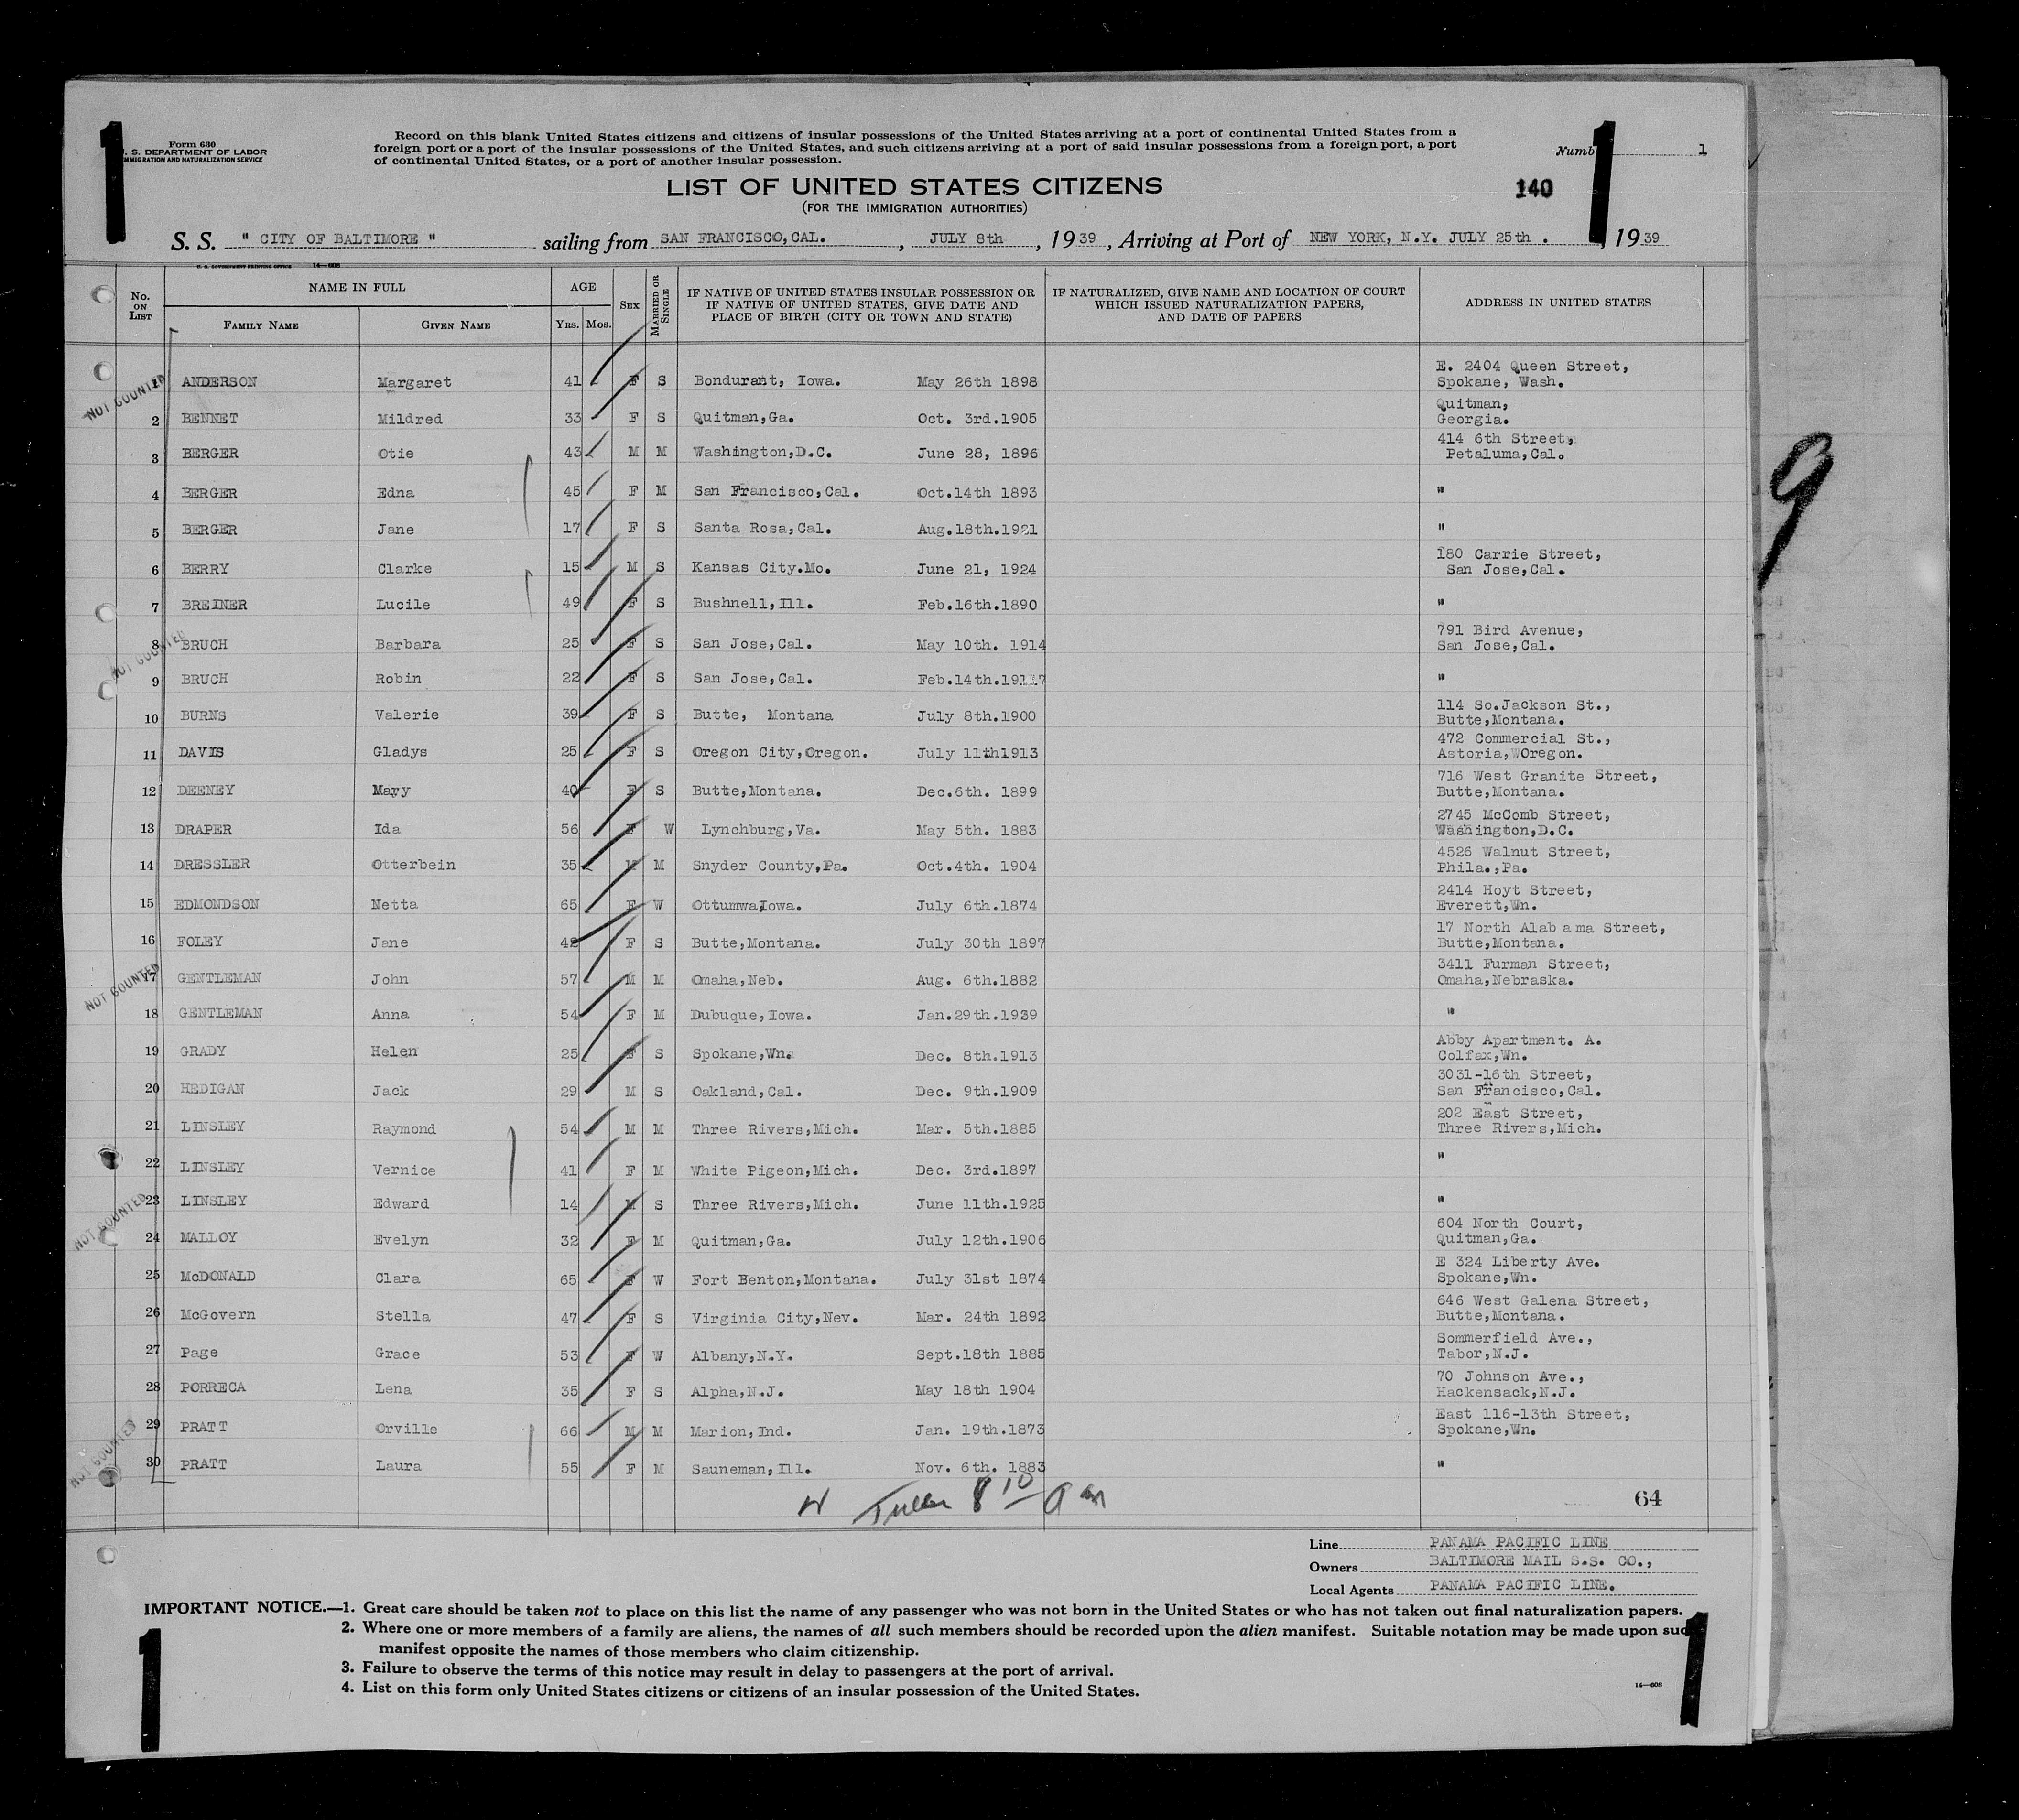 1 1
Form 630
U. S. DEPARTMENT OF LABOR
IMMIGRATION AND NATURALIZATION SERVICE
Record on this blank United States citizens and citizens of insular possessions of the United States arriving at a port of continental United States from a
foreign port or a port of the insular possessions of the United States, and such citizens arriving at a port of said insular possessions from a foreign port, a port
of continental United States, or a port of another insular possession.
Numb 1
LIST OF UNITED STATES CITIZENS
(FOR THE IMMIGRATION AUTHORITIES)
140
S. S. " CITY OF BALTIMORE " sailing from SAN FRANCISCO,CAL. , JULY 8th , 1939 , Arriving at Port of NEW YORK, N.Y. JULY 25th . , 1939
U. S. GOVERNMENT PRINTING OFFICE 14—608
No. ON LIST NAME IN FULL AGE SEX MARRIED OR SINGLE IF NATIVE OF UNITED STATES INSULAR POSSESSION OR IF NATIVE OF UNITED STATES, GIVE DATE AND PLACE OF BIRTH (CITY OR TOWN AND STATE) IF NATURALIZED, GIVE NAME AND LOCATION OF COURT WHICH ISSUED NATURALIZATION PAPERS, AND DATE OF PAPERS ADDRESS IN UNITED STATES
FAMILY NAME GIVEN NAME YRS. MOS.
E. 2404 Queen Street,
1 ANDERSON Margaret 41 F S Bondurant, Iowa. May 26th 1898 Spokane, Wash.
NOT COUNTED
Quitman,
2 BENNET Mildred 33 F S Quitman,Ga. Oct. 3rd.1905 Georgia.
414 6th Street,
3 BERGER Otie 43 M M Washington,D.C. June 28, 1896 Petaluma,Cal.
4 BERGER Edna 45 F M San Francisco,Cal. Oct.14th 1893 "
5 BERGER Jane 17 F S Santa Rosa,Cal. Aug.18th.1921 "
180 Carrie Street,
6 BERRY Clarke 15 M S Kansas City.Mo. June 21, 1924 San Jose,Cal.
7 BREINER Lucile 49 F S Bushnell,Ill. Feb.16th.1890 "
791 Bird Avenue,
8 BRUCH Barbara 25 F S San Jose,Cal. May 10th. 1914 San Jose,Cal.
NOT COUNTED
9 BRUCH Robin 22 F S San Jose,Cal. Feb.14th.19117 "
114 So.Jackson St.,
10 BURNS Valerie 39 F S Butte, Montana July 8th.1900 Butte,Montana.
472 Commercial St.,
11 DAVIS Gladys 25 F S Oregon City,Oregon. July 11th1913 Astoria,WOregon.
716 West Granite Street,
12 DEENEY Mary 40 F S Butte,Montana. Dec.6th. 1899 Butte,Montana.
2745 McComb Street,
13 DRAPER Ida 56 F W Lynchburg,Va. May 5th. 1883 Washington,D.C.
4526 Walnut Street,
14 DRESSLER Otterbein 35 M M Snyder County,Pa. Oct.4th. 1904 Phila.,Pa.
2414 Hoyt Street,
15 EDMONDSON Netta 65 F W Ottumwa,Iowa. July 6th.1874 Everett,Wn.
17 North Alab ama Street,
16 FOLEY Jane 42 F S Butte,Montana. July 30th 1897 Butte,Montana.
3411 Furman Street,
17 GENTLEMAN John 57 M M Omaha,Neb. Aug. 6th.1882 Omaha,Nebraska.
NOT COUNTED
18 GENTLEMAN Anna 54 F M Dubuque,Iowa. Jan.29th.1939 "
Abby Apartment. A.
19 GRADY Helen 25 F S Spokane,Wn. Dec. 8th.1913 Colfax,Wn.
3031-16th Street,
20 HEDIGAN Jack 29 M S Oakland,Cal. Dec. 9th.1909 San Francisco,Cal.
202 East Street,
21 LINSLEY Raymond 54 M M Three Rivers,Mich. Mar. 5th.1885 Three Rivers,Mich.
22 LINSLEY Vernice 41 F M White Pigeon,Mich. Dec. 3rd.1897 "
23 LINSLEY Edward 14 M S Three Rivers,Mich. June 11th.1925 "
NOT COUNTED
604 North Court,
24 MALLOY Evelyn 32 F M Quitman,Ga. July 12th.1906 Quitman,Ga.
E 324 Liberty Ave.
25 McDONALD Clara 65 F W Fort Benton,Montana. July 31st 1874 Spokane,Wn.
646 West Galena Street,
26 McGovern Stella 47 F S Virginia City,Nev. Mar. 24th 1892 Butte,Montana.
Sommerfield Ave.,
27 Page Grace 53 F W Albany,N.Y. Sept.18th 1885 Tabor,N.J.
70 Johnson Ave.,
28 PORRECA Lena 35 F S Alpha,N.J. May 18th 1904 Hackensack,N.J.
East 116-13th Street,
29 PRATT Orville 66 M M Marion,Ind. Jan. 19th.1873 Spokane,Wn.
NOT COUNTED
30 PRATT Laura 55 F M Sauneman,Ill. Nov. 6th. 1883 "
8 10 am
64
9
Line PANAMA PACIFIC LINE
Owners BALTIMORE MAIL S.S. CO.,
Local Agents PANAMA PACIFIC LINE.
IMPORTANT NOTICE.—1. Great care should be taken not to place on this list the name of any passenger who was not born in the United States or who has not taken out final naturalization papers.
2. Where one or more members of a family are aliens, the names of all such members should be recorded upon the alien manifest. Suitable notation may be made upon suc
manifest opposite the names of those members who claim citizenship.
3. Failure to observe the terms of this notice may result in delay to passengers at the port of arrival.
4. List on this form only United States citizens or citizens of an insular possession of the United States.
14—608
1 1